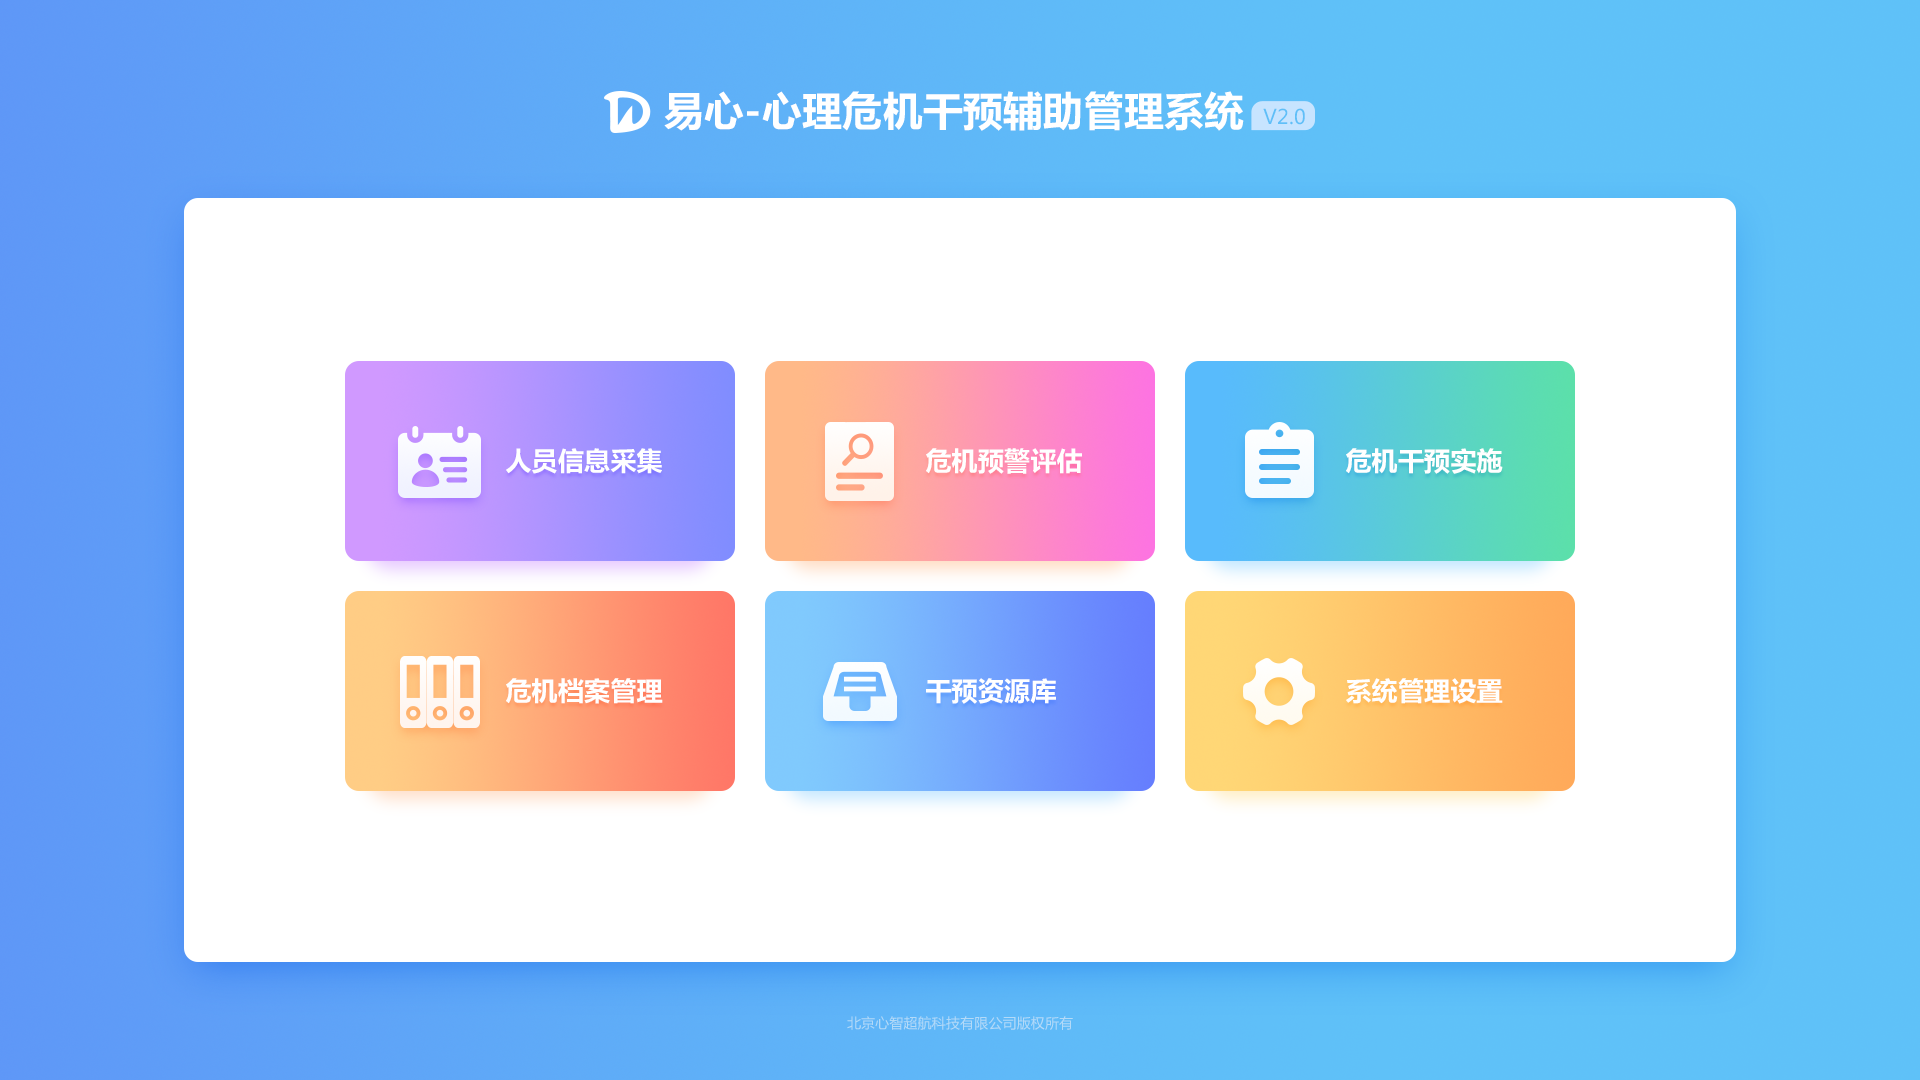 易心-心理危机干预辅助管理系统 V2.0
人员信息采集
危机预警评估
危机干预实施
危机档案管理
干预资源库
系统管理设置
北京心智超航科技有限公司版权所有